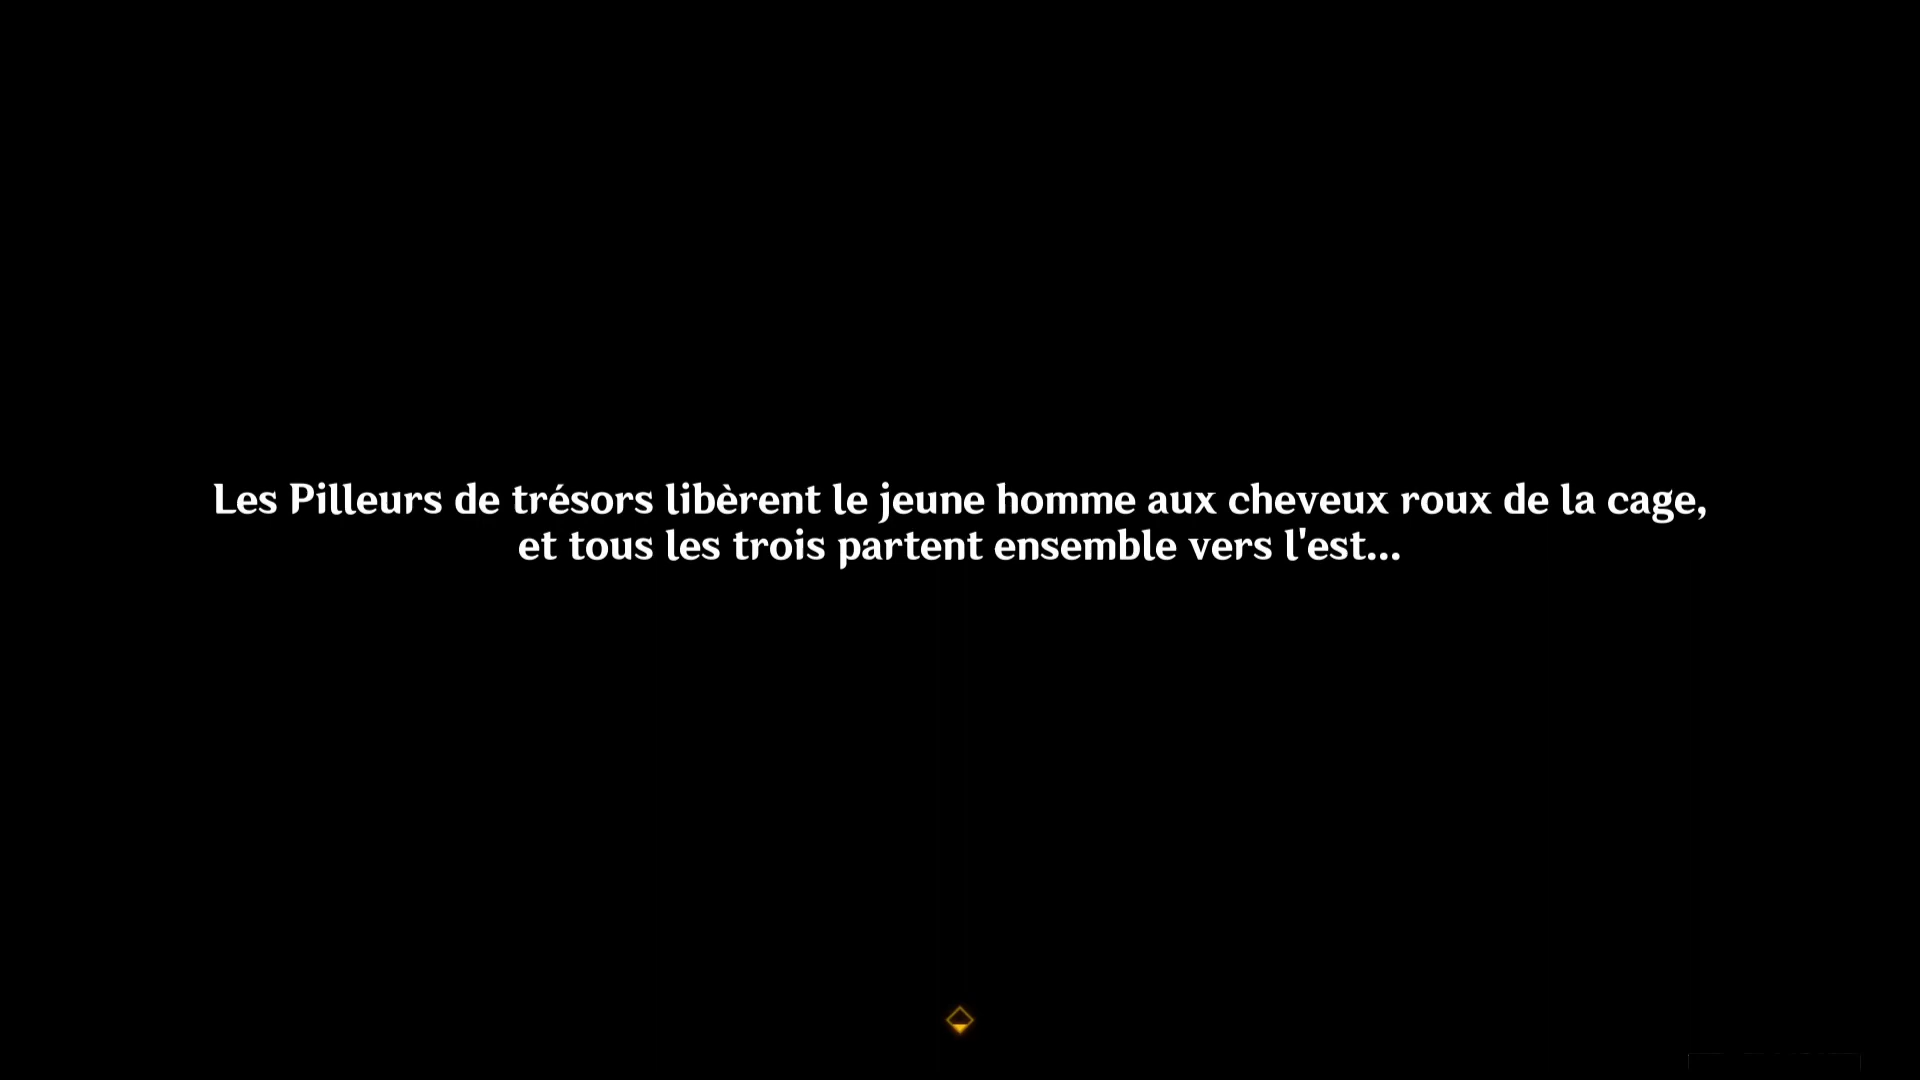 Les Pilleurs de trésors libèrent le jeune homme aux cheveux roux de la cage,
et tous les trois partent ensemble vers l'est...